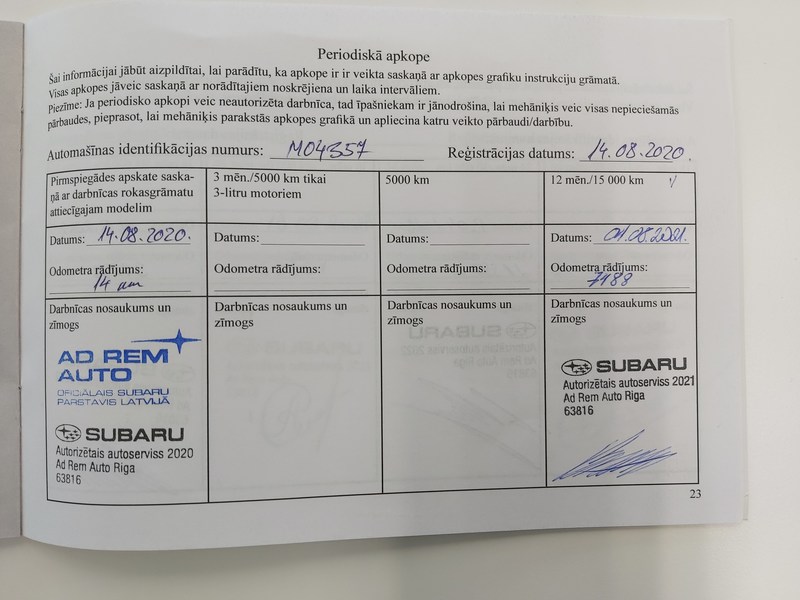 Periodiskā apkope
Šai informācijai jābūt aizpildītai, lai parādītu, ka apkope ir ir veikta saskaņā ar apkopes grafiku instrukciju grāmatā.
Visas apkopes jāveic saskaņā ar norādītajiem noskrējiena un laika intervāliem.
Piezīme: Ja periodisko apkopi veic neautorizēta darbnīca, tad īpašniekam ir jānodrošina, lai mehāniķis veic visas nepieciešamās
pārbaudes, pieprasot, lai mehāniķis parakstās apkopes grafikā un apliecina katru veikto pārbaudi/darbību.
Automašīnas identifikācijas numurs: M04357 Reģistrācijas datums: 14.08.2020.
Pirmspiegādes apskate saska-
ņā ar darbnīcas rokasgrāmatu
attiecīgajam modelim
Datums: 14.08.2020.
Odometra rādījums:
14 km
Darbnīcas nosaukums un
zīmogs
AD REM
AUTO
OFICIĀLAIS SUBARU
PĀRSTĀVIS LATVIJĀ
SUBARU
Autorizētais autoserviss 2020
Ad Rem Auto Riga
63816
3 mēn./5000 km tikai
3-litru motoriem
Datums:
Odometra rādījums:
Darbnīcas nosaukums un
zīmogs
5000 km
Datums:
Odometra rādījums:
Darbnīcas nosaukums un
zīmogs
12 mēn./15 000 km
Datums: 01.08.2021.
Odometra rādījums:
7488
Darbnīcas nosaukums un
zīmogs
SUBARU
Autorizētais autoserviss 2021
Ad Rem Auto Riga
63816
23